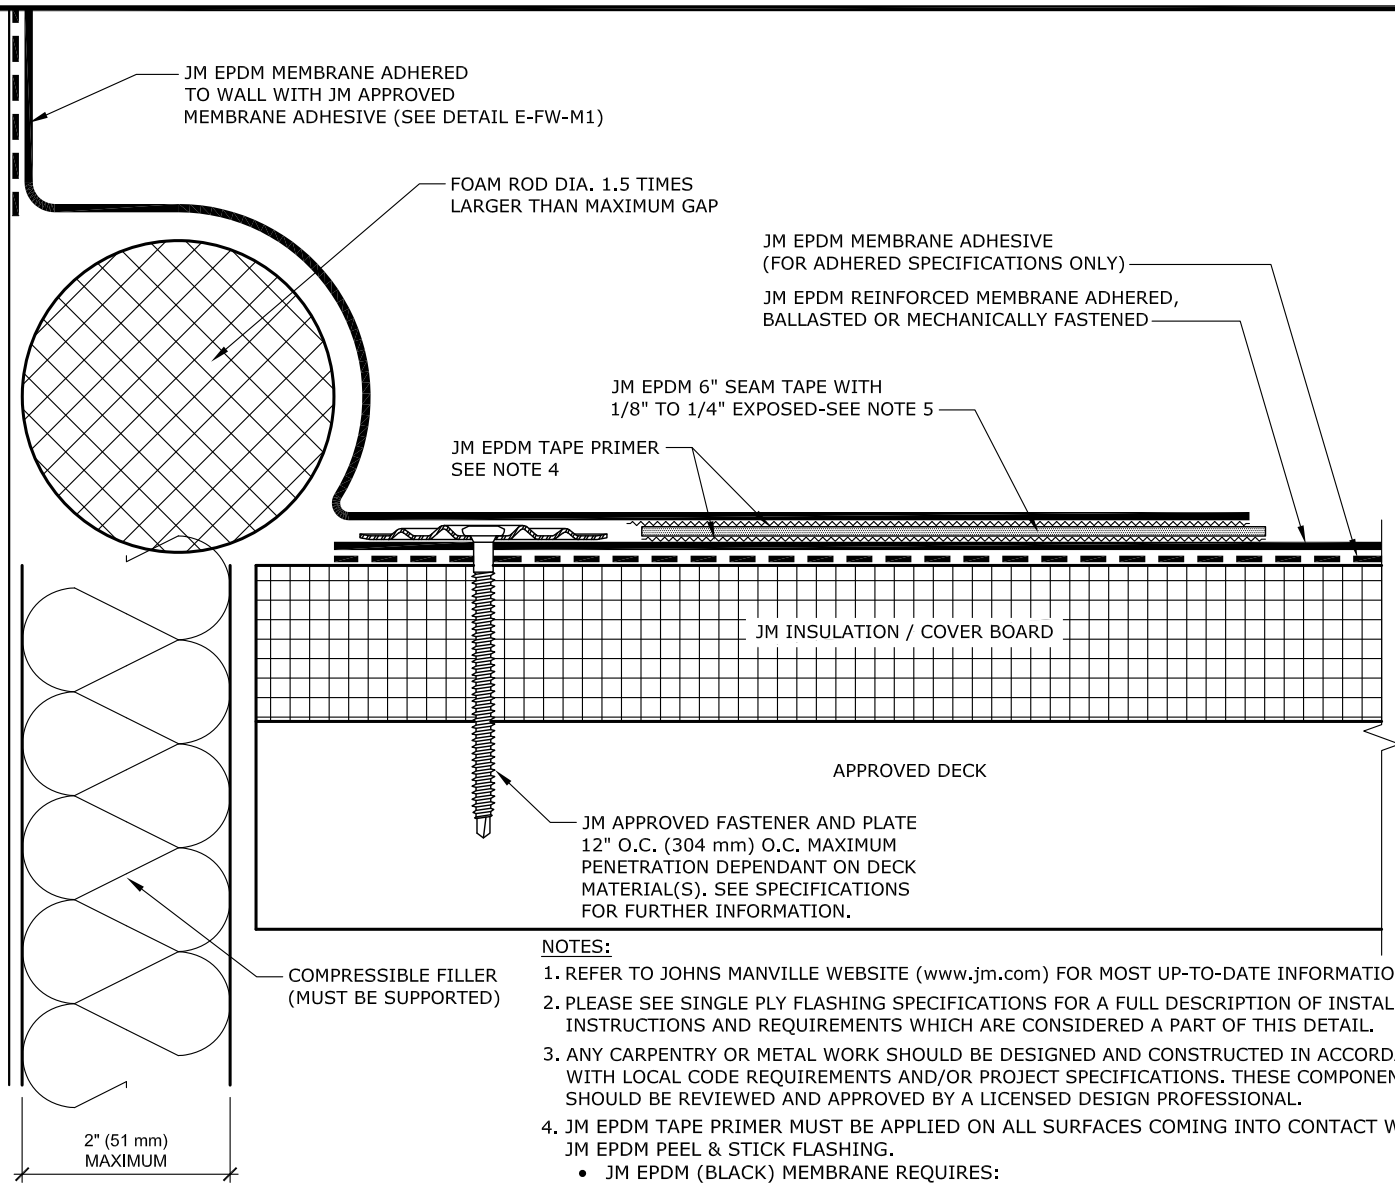 JM EPDM MEMBRANE ADHERED
TO WALL WITH JM APPROVED
MEMBRANE ADHESIVE (SEE DETAIL E-FW-M1)
FOAM ROD DIA. 1.5 TIMES
LARGER THAN MAXIMUM GAP
JM EPDM MEMBRANE ADHESIVE
(FOR ADHERED SPECIFICATIONS ONLY)
JM EPDM REINFORCED MEMBRANE ADHERED,
BALLASTED OR MECHANICALLY FASTENED
JM EPDM 6" SEAM TAPE WITH
1/8" TO 1/4" EXPOSED-SEE NOTE 5
JM EPDM TAPE PRIMER
SEE NOTE 4
JM INSULATION / COVER BOARD
APPROVED DECK
JM APPROVED FASTENER AND PLATE
12" O.C. (304 mm) O.C. MAXIMUM
PENETRATION DEPENDANT ON DECK
MATERIAL(S). SEE SPECIFICATIONS
FOR FURTHER INFORMATION.
COMPRESSIBLE FILLER
(MUST BE SUPPORTED)
2" (51 mm)
MAXIMUM
NOTES:
1. REFER TO JOHNS MANVILLE WEBSITE (www.jm.com) FOR MOST UP-TO-DATE INFORMATIO
2. PLEASE SEE SINGLE PLY FLASHING SPECIFICATIONS FOR A FULL DESCRIPTION OF INSTAL
INSTRUCTIONS AND REQUIREMENTS WHICH ARE CONSIDERED A PART OF THIS DETAIL.
3. ANY CARPENTRY OR METAL WORK SHOULD BE DESIGNED AND CONSTRUCTED IN ACCORD
WITH LOCAL CODE REQUIREMENTS AND/OR PROJECT SPECIFICATIONS. THESE COMPONEN
SHOULD BE REVIEWED AND APPROVED BY A LICENSED DESIGN PROFESSIONAL.
4. JM EPDM TAPE PRIMER MUST BE APPLIED ON ALL SURFACES COMING INTO CONTACT W
JM EPDM PEEL & STICK FLASHING.
• JM EPDM (BLACK) MEMBRANE REQUIRES: